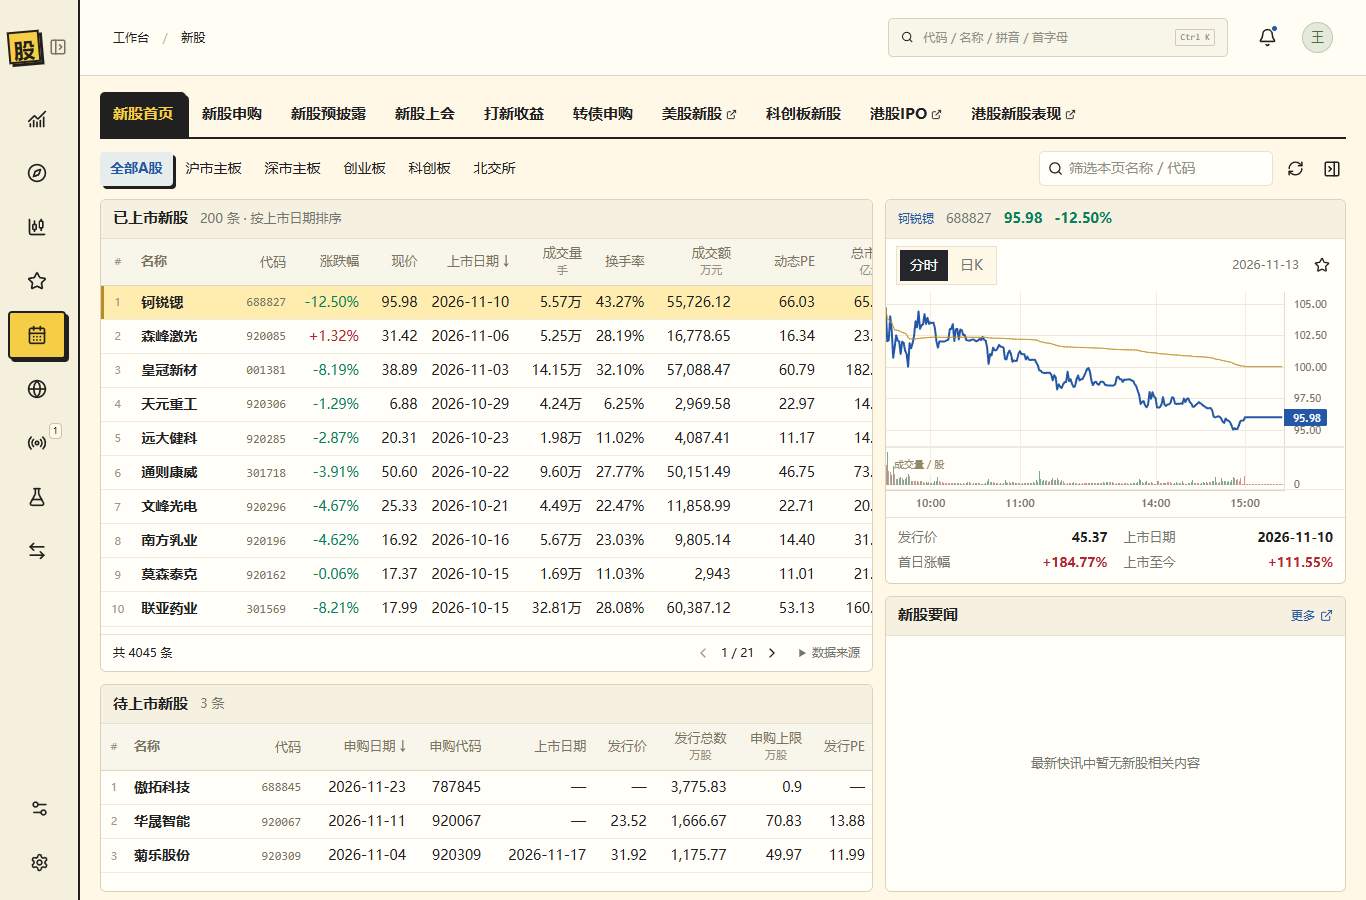 股
工作台 / 新股
代码 / 名称 / 拼音 / 首字母 Ctrl K
王
新股首页 新股申购 新股预披露 新股上会 打新收益 转债申购 美股新股 科创板新股 港股IPO 港股新股表现
全部A股 沪市主板 深市主板 创业板 科创板 北交所
筛选本页名称 / 代码
1
已上市新股 200 条 · 按上市日期排序
# 名称 代码 涨跌幅 现价 上市日期↓ 成交量 手 换手率 成交额 万元 动态PE 总市 亿
1 钶锐锶 688827 -12.50% 95.98 2026-11-10 5.57万 43.27% 55,726.12 66.03 65.
2 森峰激光 920085 +1.32% 31.42 2026-11-06 5.25万 28.19% 16,778.65 16.34 23.
3 皇冠新材 001381 -8.19% 38.89 2026-11-03 14.15万 32.10% 57,088.47 60.79 182.
4 天元重工 920306 -1.29% 6.88 2026-10-29 4.24万 6.25% 2,969.58 22.97 14.
5 远大健科 920285 -2.87% 20.31 2026-10-23 1.98万 11.02% 4,087.41 11.17 14.
6 通则康威 301718 -3.91% 50.60 2026-10-22 9.60万 27.77% 50,151.49 46.75 73.
7 文峰光电 920296 -4.67% 25.33 2026-10-21 4.49万 22.47% 11,858.99 22.71 20.
8 南方乳业 920196 -4.62% 16.92 2026-10-16 5.67万 23.03% 9,805.14 14.40 31.
9 莫森泰克 920162 -0.06% 17.37 2026-10-15 1.69万 11.03% 2,943 11.01 21.
10 联亚药业 301569 -8.21% 17.99 2026-10-15 32.81万 28.08% 60,387.12 53.13 160.
共 4045 条 1 / 21 数据来源
待上市新股 3 条
# 名称 代码 申购日期↓ 申购代码 上市日期 发行价 发行总数 万股 申购上限 万股 发行PE
1 傲拓科技 688845 2026-11-23 787845 — — 3,775.83 0.9 —
2 华晟智能 920067 2026-11-11 920067 — 23.52 1,666.67 70.83 13.88
3 菊乐股份 920309 2026-11-04 920309 2026-11-17 31.92 1,175.77 49.97 11.99
钶锐锶 688827 95.98 -12.50%
分时 日K 2026-11-13
105.00
102.50
100.00
97.50
95.98
95.00
成交量 / 股
0
10:00 11:00 14:00 15:00
发行价 45.37 上市日期 2026-11-10
首日涨幅 +184.77% 上市至今 +111.55%
新股要闻 更多
最新快讯中暂无新股相关内容